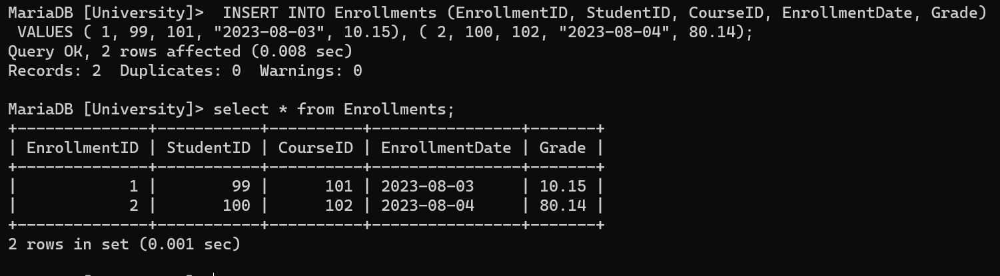 MariaDB [University]>  INSERT INTO Enrollments (EnrollmentID, StudentID, CourseID, EnrollmentDate, Grade)
 VALUES ( 1, 99, 101, "2023-08-03", 10.15), ( 2, 100, 102, "2023-08-04", 80.14);
Query OK, 2 rows affected (0.008 sec)
Records: 2  Duplicates: 0  Warnings: 0

MariaDB [University]> select * from Enrollments;
+--------------+-----------+----------+----------------+-------+
| EnrollmentID | StudentID | CourseID | EnrollmentDate | Grade |
+--------------+-----------+----------+----------------+-------+
|            1 |        99 |      101 | 2023-08-03     | 10.15 |
|            2 |       100 |      102 | 2023-08-04     | 80.14 |
+--------------+-----------+----------+----------------+-------+
2 rows in set (0.001 sec)